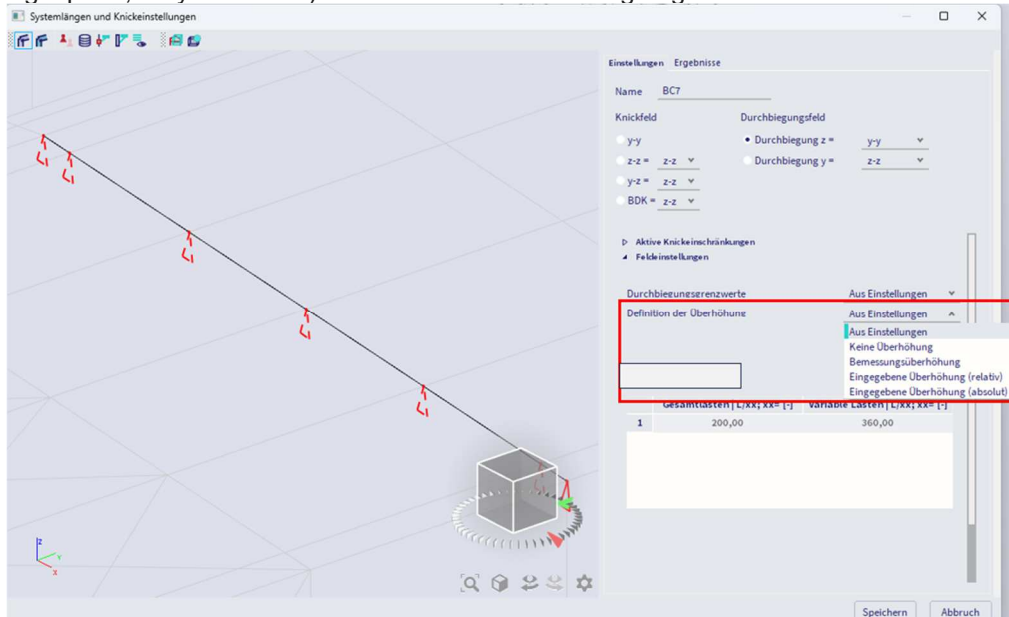 Systemlängen und Knickeinstellungen
Einstellungen Ergebnisse
Name BC7
Knickfeld Durchbiegungsfeld
y-y Durchbiegung z = y-y
z-z = z-z Durchbiegung y = z-z
y-z = z-z
BDK = z-z
Aktive Knickeinschränkungen
Feldeinstellungen
Durchbiegungsgrenzwerte Aus Einstellungen
Definition der Überhöhung Aus Einstellungen
Aus Einstellungen
Keine Überhöhung
Bemessungsüberhöhung
Eingegebene Überhöhung (relativ)
Eingegebene Überhöhung (absolut)
Gesamtlasten | L/xx; xx= [-] Variable Lasten | L/xx; xx= [-]
1 200,00 360,00
z
Y
X
Speichern Abbruch